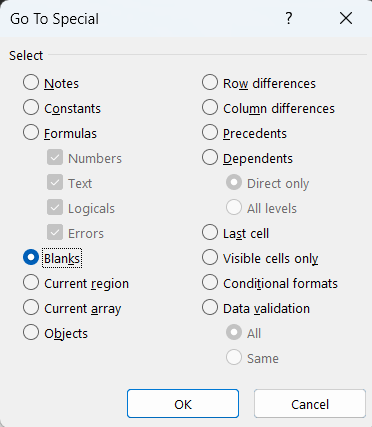 Go To Special
?
Select
Notes
Constants
Formulas
Numbers
Text
Logicals
Errors
Blanks
Current region
Current array
Objects
Row differences
Column differences
Precedents
Dependents
Direct only
All levels
Last cell
Visible cells only
Conditional formats
Data validation
All
Same
OK
Cancel